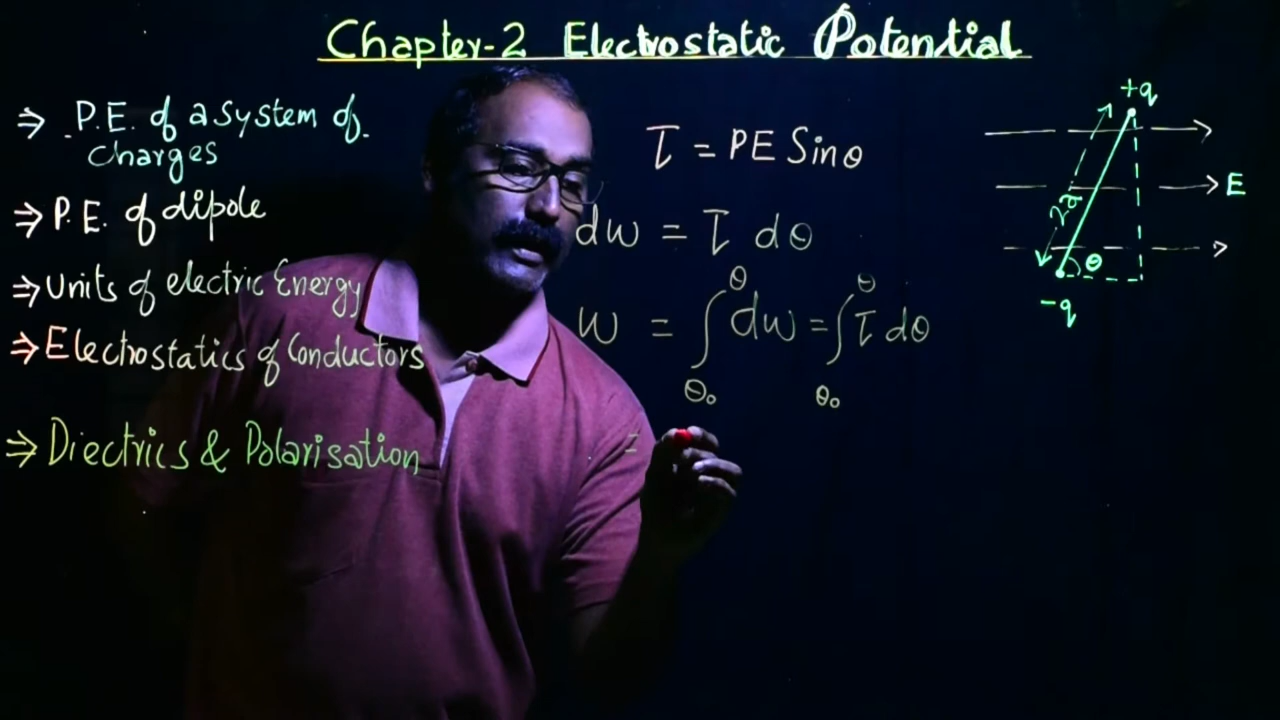 Chapter-2 Electrostatic Potential
⇒ P.E. of a System of
charges
⇒ P.E. of dipole
⇒ Units of electric Energy
⇒ Electrostatics of Conductors
⇒ Diectrics & Polarisation
τ = PE Sinθ
dw = τ dθ
w = ∫θ₀^θ dw = ∫θ₀^θ τ dθ
=
+q
E
2a
θ
-q